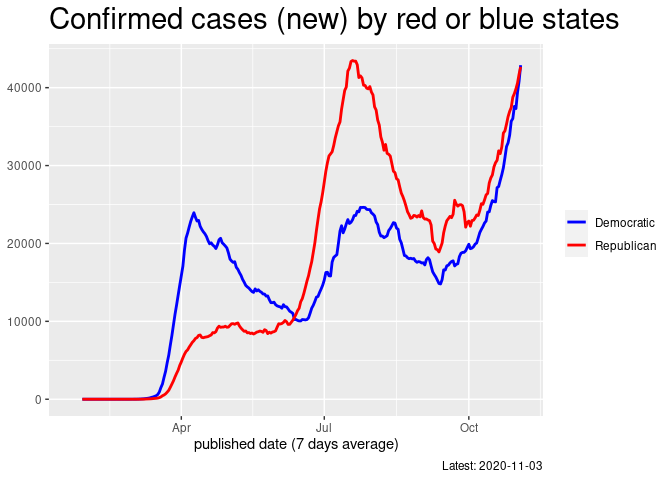 Confirmed cases (new) by red or blue states
40000
30000
20000
10000
0
Apr
Jul
Oct
published date (7 days average)
Democratic
Republican
Latest: 2020-11-03